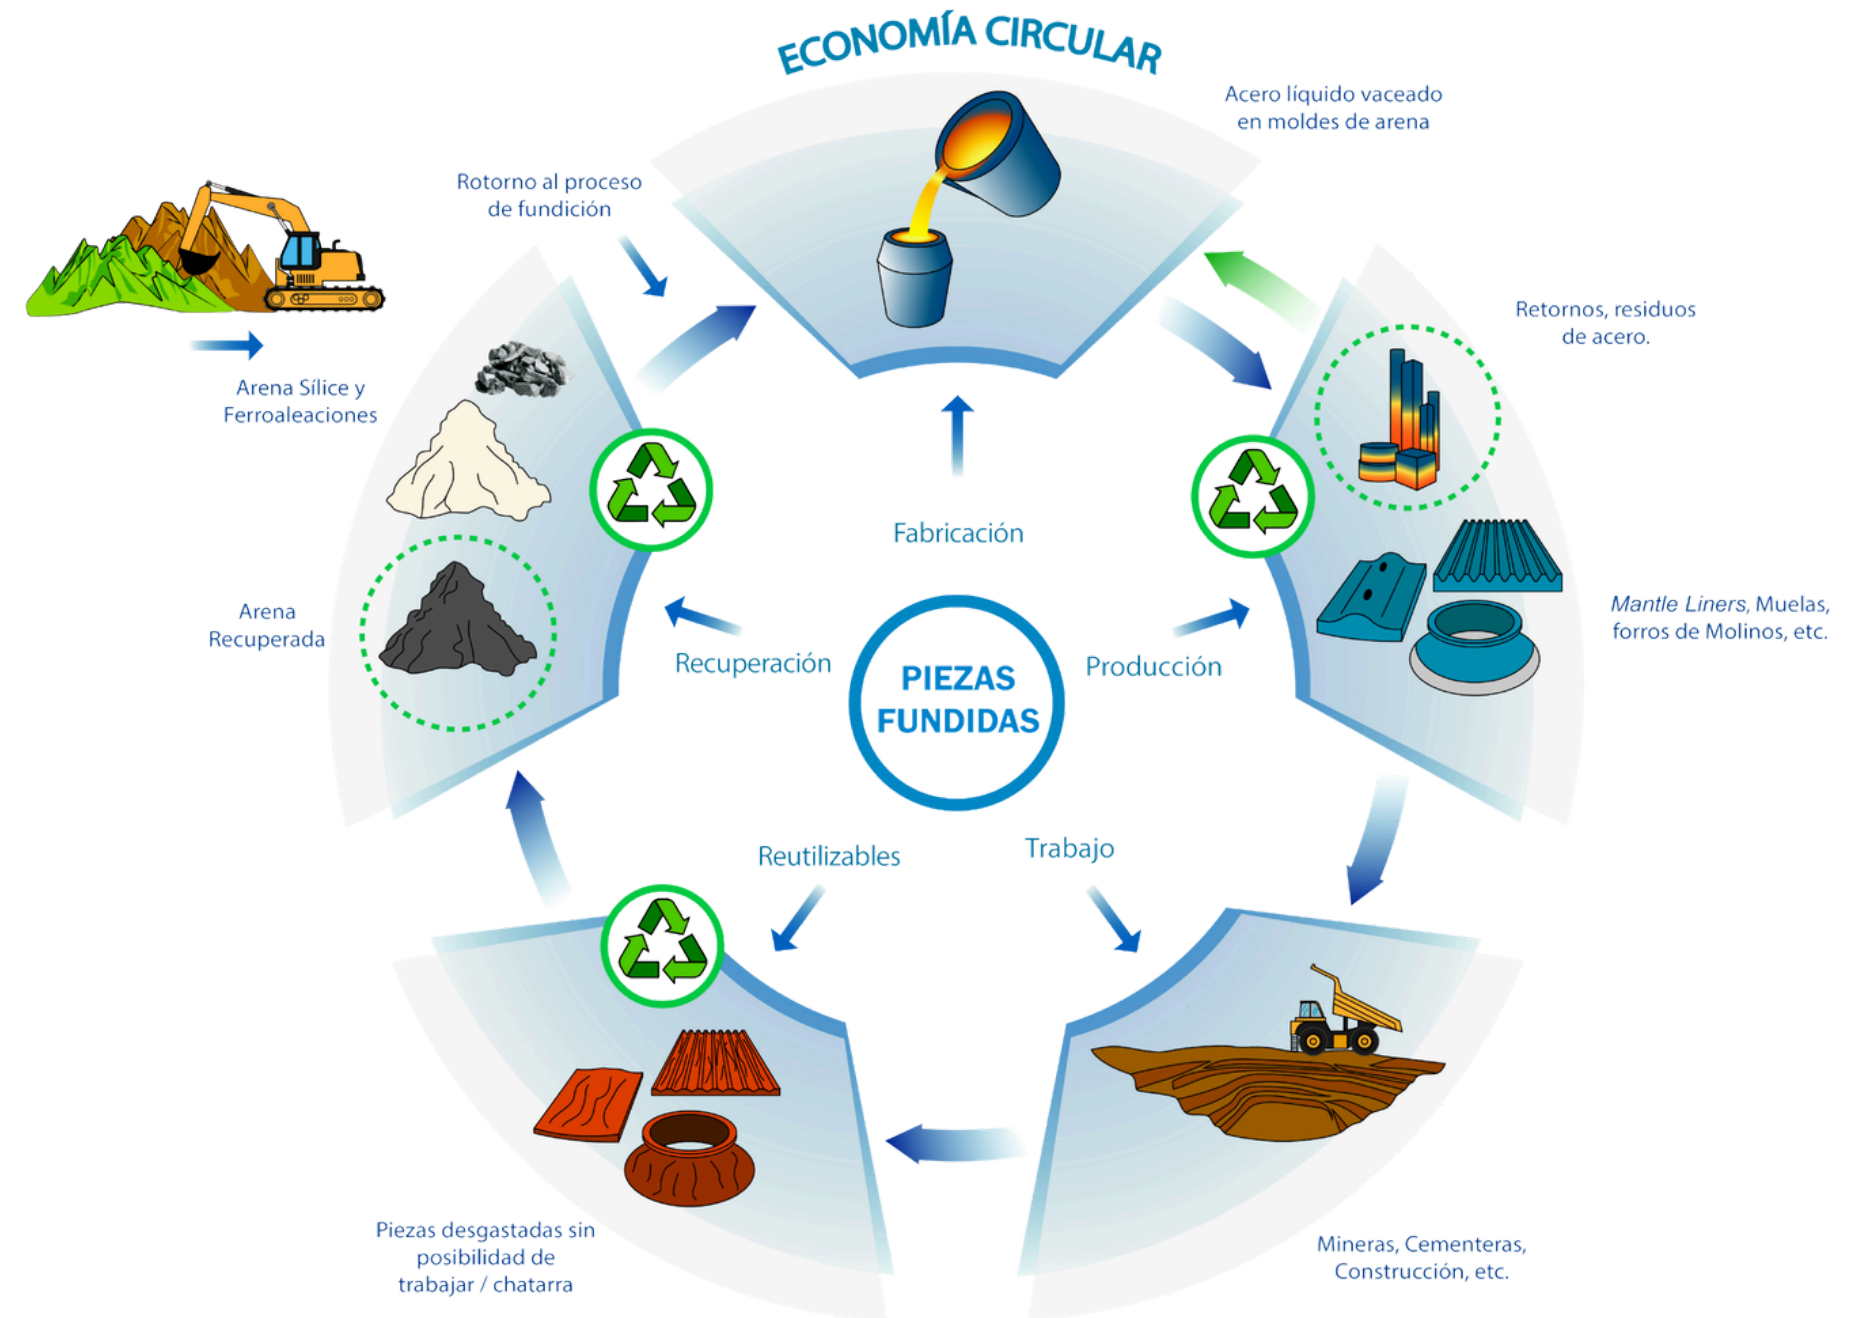 ECONOMÍA CIRCULAR
Acero líquido vaceado
en moldes de arena
Rotorno al proceso
de fundición
Retornos, residuos
de acero.
Arena Sílice y
Ferroaleaciones
Fabricación
Arena
Recuperada
Mantle Liners, Muelas,
forros de Molinos, etc.
Recuperación
Producción
PIEZAS
FUNDIDAS
Reutilizables
Trabajo
Piezas desgastadas sin
posibilidad de
trabajar / chatarra
Mineras, Cementeras,
Construcción, etc.